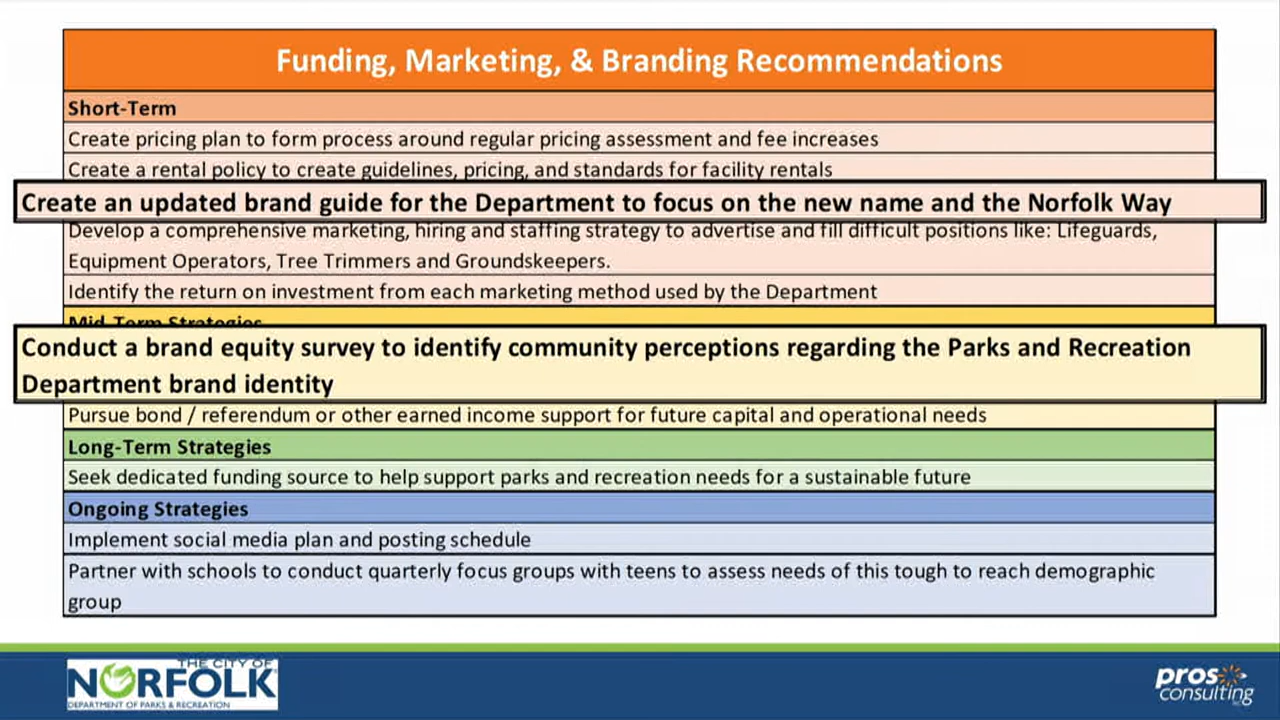 Funding, Marketing, & Branding Recommendations
Short-Term
Create pricing plan to form process around regular pricing assessment and fee increases
Create a rental policy to create guidelines, pricing, and standards for facility rentals
Create an updated brand guide for the Department to focus on the new name and the Norfolk Way
Develop a comprehensive marketing, hiring and staffing strategy to advertise and fill difficult positions like: Lifeguards,
Equipment Operators, Tree Trimmers and Groundskeepers.
Identify the return on investment from each marketing method used by the Department
Mid-Term Strategies
Conduct a brand equity survey to identify community perceptions regarding the Parks and Recreation
Department brand identity
Pursue bond / referendum or other earned income support for future capital and operational needs
Long-Term Strategies
Seek dedicated funding source to help support parks and recreation needs for a sustainable future
Ongoing Strategies
Implement social media plan and posting schedule
Partner with schools to conduct quarterly focus groups with teens to assess needs of this tough to reach demographic
group
THE CITY OF
NORFOLK
DEPARTMENT OF PARKS & RECREATION
pros
consulting